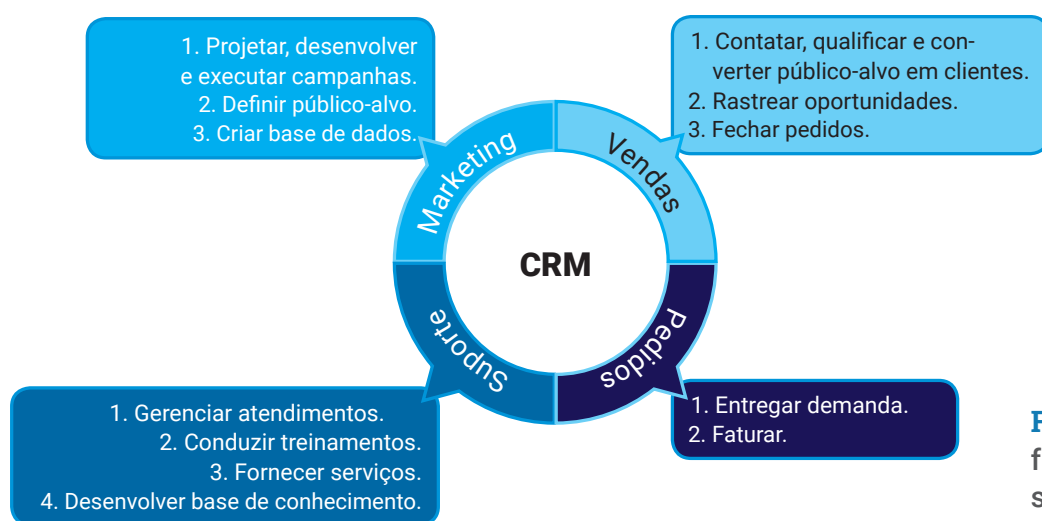 1. Projetar, desenvolver
e executar campanhas.
2. Definir público-alvo.
3. Criar base de dados.
1. Contatar, qualificar e con-
verter público-alvo em clientes.
2. Rastrear oportunidades.
3. Fechar pedidos.
Marketing
Vendas
CRM
Suporte
Pedidos
1. Gerenciar atendimentos.
2. Conduzir treinamentos.
3. Fornecer serviços.
4. Desenvolver base de conhecimento.
1. Entregar demanda.
2. Faturar.